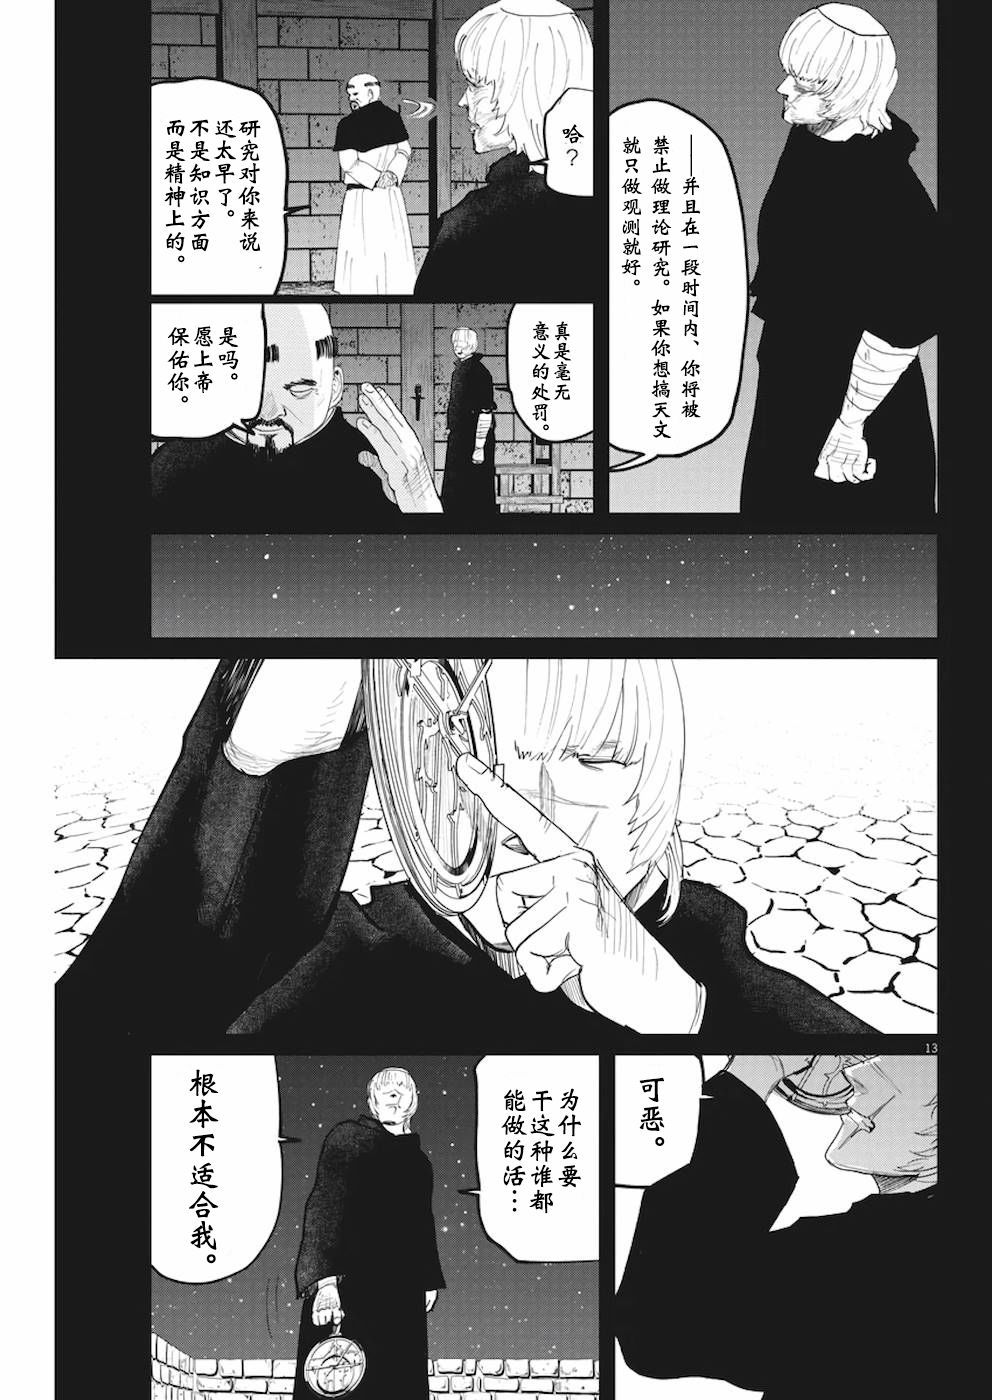 ——并且在一段时间内、你将被
禁止做理论研究。如果你想搞天文
就只做观测就好。
哈?
研究对你来说
还太早了。
不是知识方面
而是精神上的。
真是毫无
意义的处罚。
是吗。
愿上帝
保佑你。
13
可恶。
为什么要
干这种谁都
能做的活…
根本不适合我。